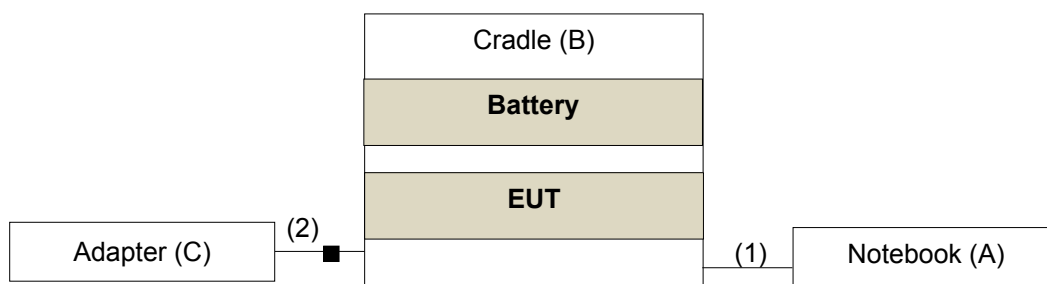 Cradle (B)
Battery
EUT
(2)
Adapter (C)
(1)
Notebook (A)